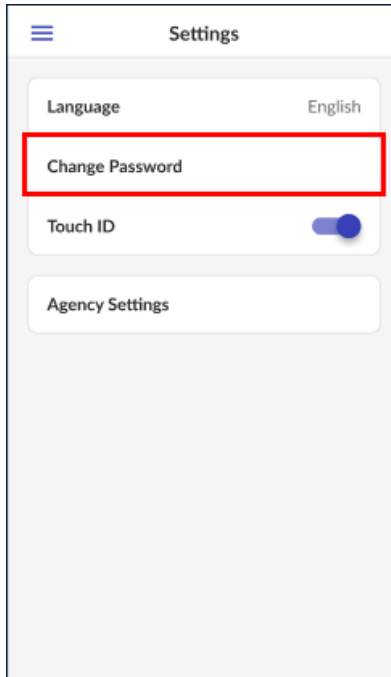 Settings
Language English
Change Password
Touch ID
Agency Settings